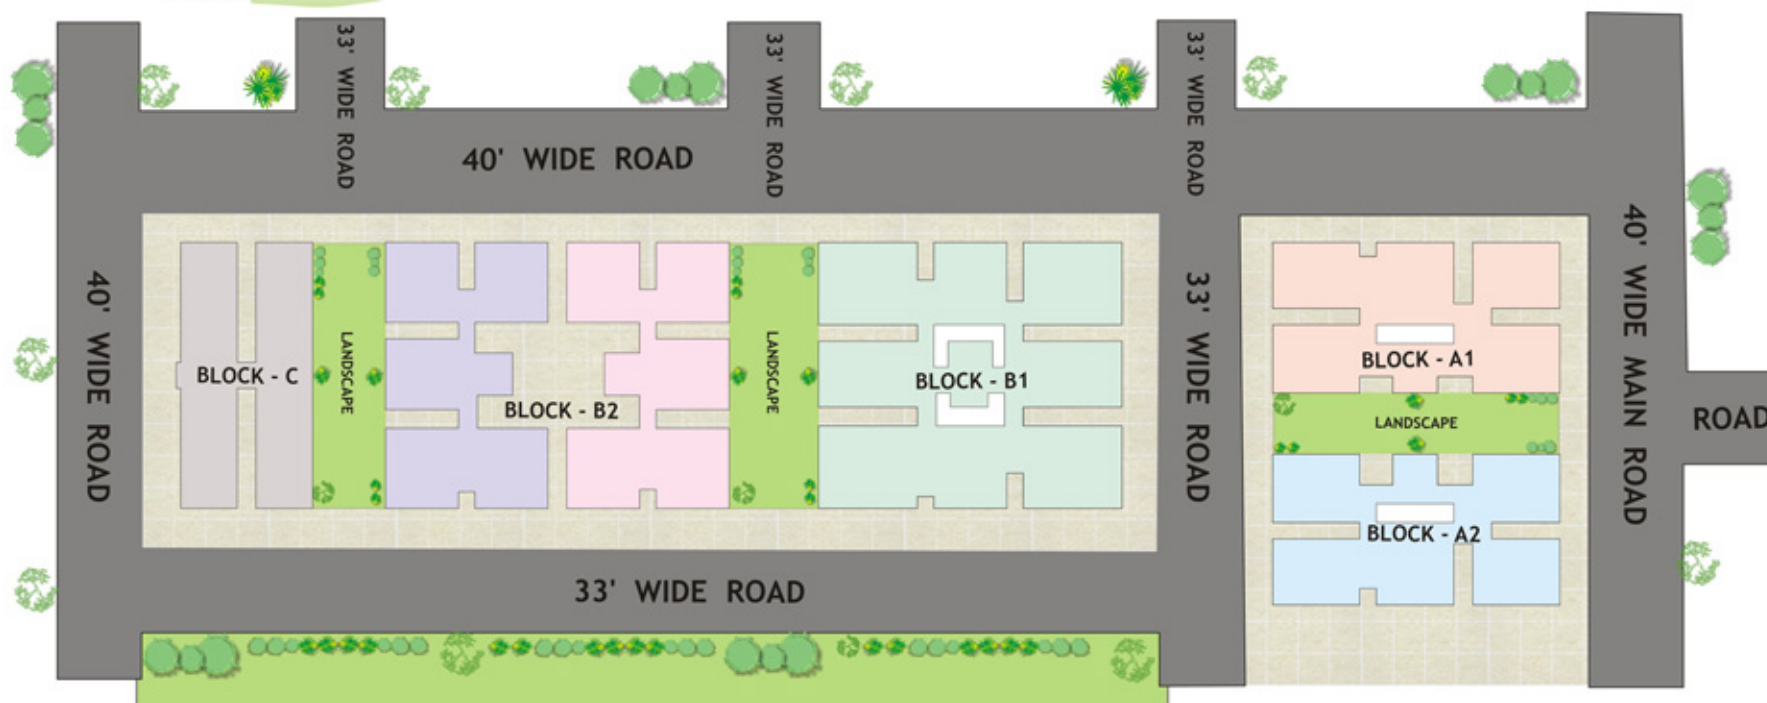 33' WIDE ROAD
33' WIDE ROAD
33' WIDE ROAD
40' WIDE ROAD
40' WIDE ROAD
BLOCK - C
LANDSCAPE
BLOCK - B2
LANDSCAPE
BLOCK - B1
33' WIDE ROAD
BLOCK - A1
LANDSCAPE
BLOCK - A2
40' WIDE MAIN ROAD
ROAD
33' WIDE ROAD